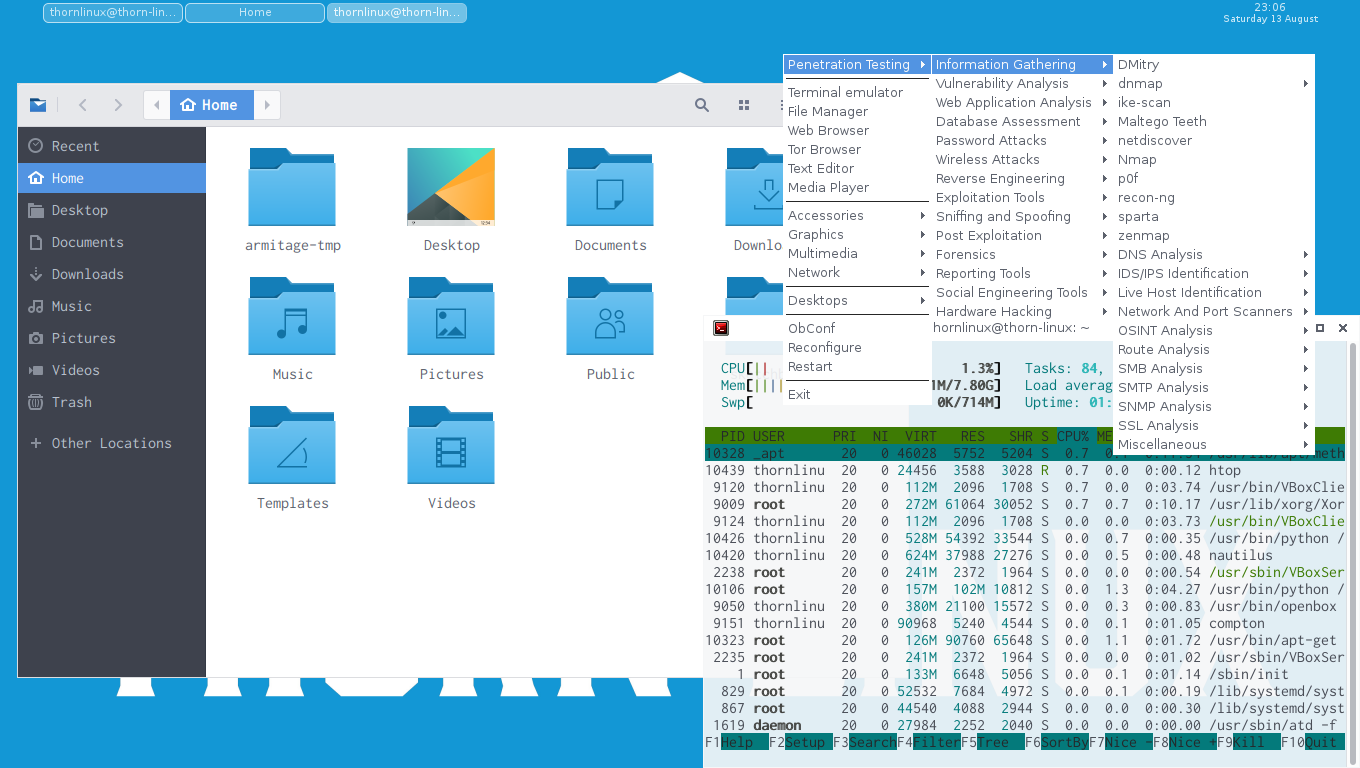 thornlinux@thorn-lin...
Home
thornlinux@thorn-lin...
23:06
Saturday 13 August
Home
Recent
Home
Desktop
Documents
Downloads
Music
Pictures
Videos
Trash
Other Locations
armitage-tmp
Desktop
Documents
Downlo
Music
Pictures
Public
Templates
Videos
Penetration Testing
Terminal emulator
File Manager
Web Browser
Tor Browser
Text Editor
Media Player
Accessories
Graphics
Multimedia
Network
Desktops
ObConf
Reconfigure
Restart
Exit
Information Gathering
Vulnerability Analysis
Web Application Analysis
Database Assessment
Password Attacks
Wireless Attacks
Reverse Engineering
Exploitation Tools
Sniffing and Spoofing
Post Exploitation
Forensics
Reporting Tools
Social Engineering Tools
Hardware Hacking
DMitry
dnmap
ike-scan
Maltego Teeth
netdiscover
Nmap
p0f
recon-ng
sparta
zenmap
DNS Analysis
IDS/IPS Identification
Live Host Identification
Network And Port Scanners
OSINT Analysis
Route Analysis
SMB Analysis
SMTP Analysis
SNMP Analysis
SSL Analysis
Miscellaneous
hornlinux@thorn-linux: ~
CPU[|| 1.3%] Tasks: 84,
Mem[|||| 1M/7.80G] Load averag
Swp[ 0K/714M] Uptime: 01:
PID USER PRI NI VIRT RES SHR S CPU% ME
10328 _apt 20 0 46028 5752 5204 S 0.7
10439 thornlinu 20 0 24456 3588 3028 R 0.7 0.0 0:00.12 htop
9120 thornlinu 20 0 112M 2096 1708 S 0.7 0.0 0:03.74 /usr/bin/VBoxClie
9009 root 20 0 272M 61064 30052 S 0.7 0.7 0:10.17 /usr/lib/xorg/Xor
9124 thornlinu 20 0 112M 2096 1708 S 0.0 0.0 0:03.73 /usr/bin/VBoxClie
10426 thornlinu 20 0 528M 54392 33544 S 0.0 0.7 0:00.35 /usr/bin/python /
10420 thornlinu 20 0 624M 37988 27276 S 0.0 0.5 0:00.48 nautilus
2238 root 20 0 241M 2372 1964 S 0.0 0.0 0:00.54 /usr/sbin/VBoxSer
10106 root 20 0 157M 102M 10812 S 0.0 1.3 0:04.27 /usr/bin/python /
9050 thornlinu 20 0 380M 21100 15572 S 0.0 0.3 0:00.83 /usr/bin/openbox
9151 thornlinu 20 0 90968 5240 4544 S 0.0 0.1 0:01.05 compton
10323 root 20 0 126M 90760 65648 S 0.0 1.1 0:01.72 /usr/bin/apt-get
2235 root 20 0 241M 2372 1964 S 0.0 0.0 0:01.02 /usr/sbin/VBoxSer
1 root 20 0 133M 6648 5056 S 0.0 0.1 0:01.14 /sbin/init
829 root 20 0 52532 7684 4972 S 0.0 0.1 0:00.19 /lib/systemd/syst
867 root 20 0 44540 4088 2944 S 0.0 0.0 0:00.30 /lib/systemd/syst
1619 daemon 20 0 27984 2252 2040 S 0.0 0.0 0:00.00 /usr/sbin/atd -f
F1Help F2Setup F3SearchF4FilterF5Tree F6SortByF7Nice -F8Nice +F9Kill F10Quit